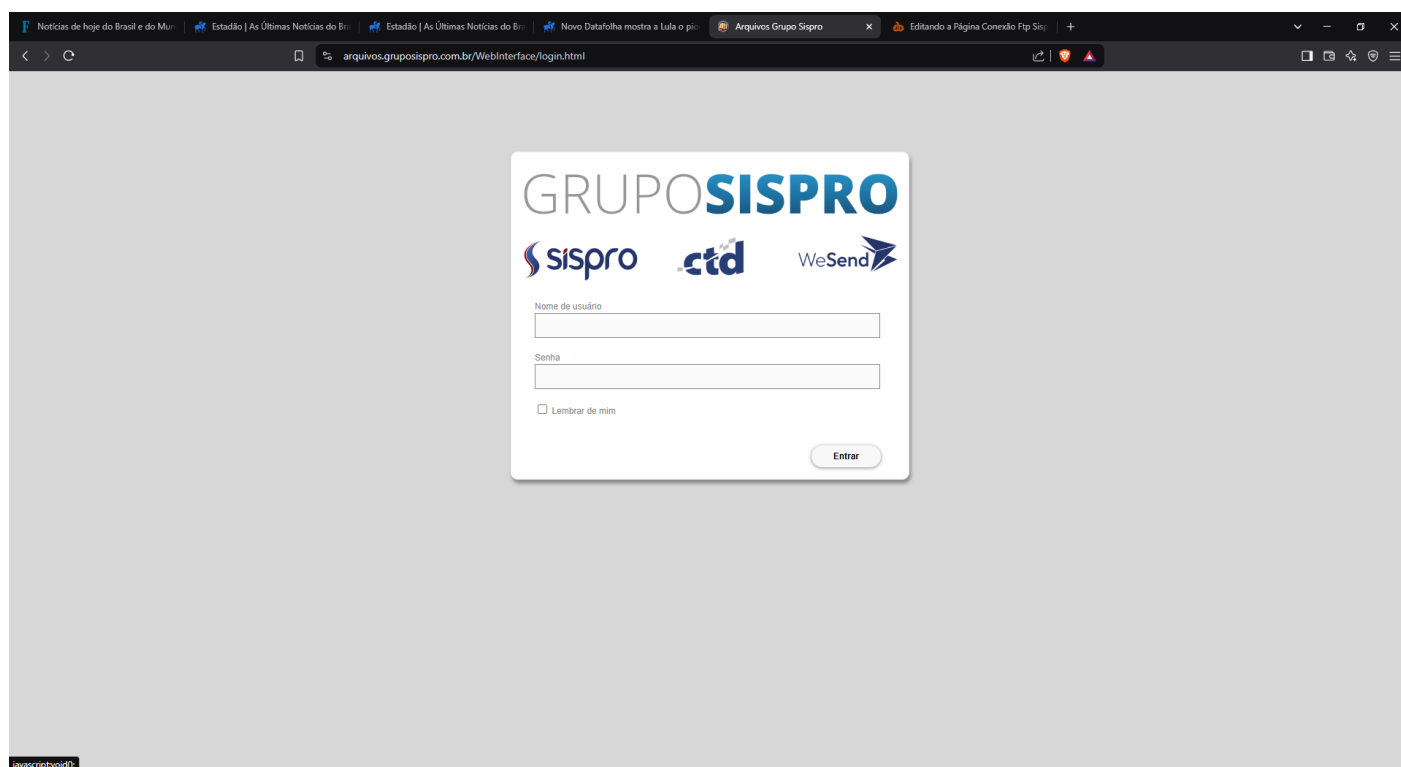 Notícias de hoje do Brasil e do Mun
Estadão | As Últimas Notícias do Bra
Estadão | As Últimas Notícias do Bra
Novo Datafolha mostra a Lula o pio
Arquivos Grupo Sispro
Editando a Página Conexão Ftp Sisp
arquivos.gruposispro.com.br/WebInterface/login.html
GRUPOSISPRO
sispro
.ctd
WeSend
Nome de usuário
Senha
Lembrar de mim
Entrar
javascript:void(0);